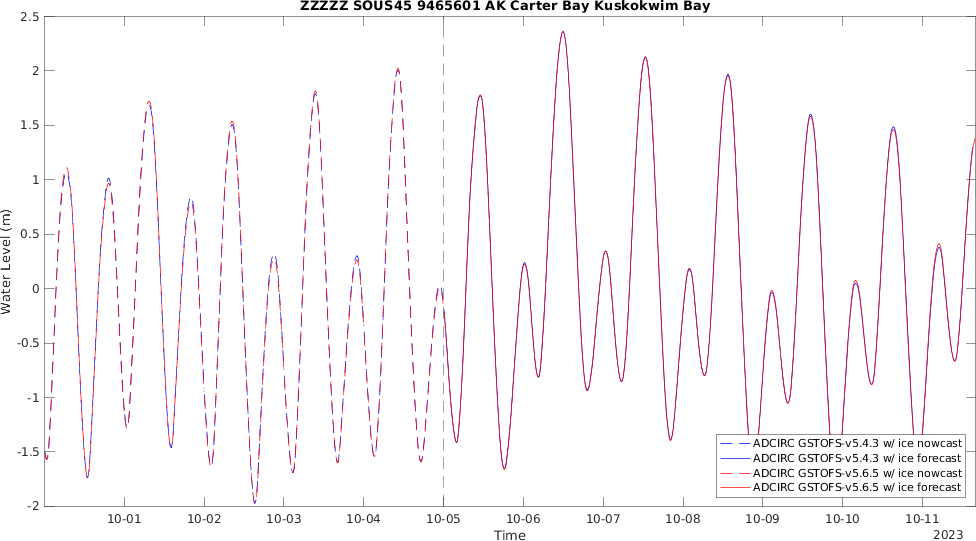 ZZZZZ SOUS45 9465601 AK Carter Bay Kuskokwim Bay
2.5
2
1.5
1
0.5
0
-0.5
-1
-1.5
-2
Water Level (m)
ADCIRC GSTOFS-v5.4.3 w/ ice nowcast
ADCIRC GSTOFS-v5.4.3 w/ ice forecast
ADCIRC GSTOFS-v5.6.5 w/ ice nowcast
ADCIRC GSTOFS-v5.6.5 w/ ice forecast
10-01 10-02 10-03 10-04 10-05 10-06 10-07 10-08 10-09 10-10 10-11
Time
2023